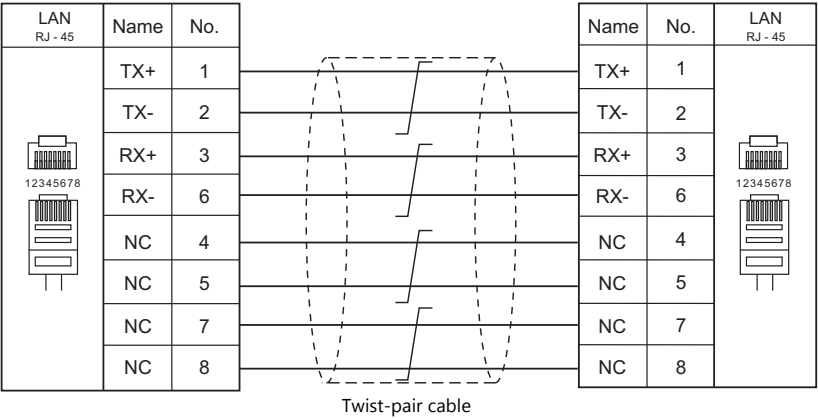 LAN Name No. Name No. LAN
RJ - 45 RJ - 45
TX+ 1 TX+ 1
TX- 2 TX- 2
RX+ 3 RX+ 3
12345678 RX- 6 RX- 6 12345678
NC 4 NC 4
NC 5 NC 5
NC 7 NC 7
NC 8 NC 8
Twist-pair cable